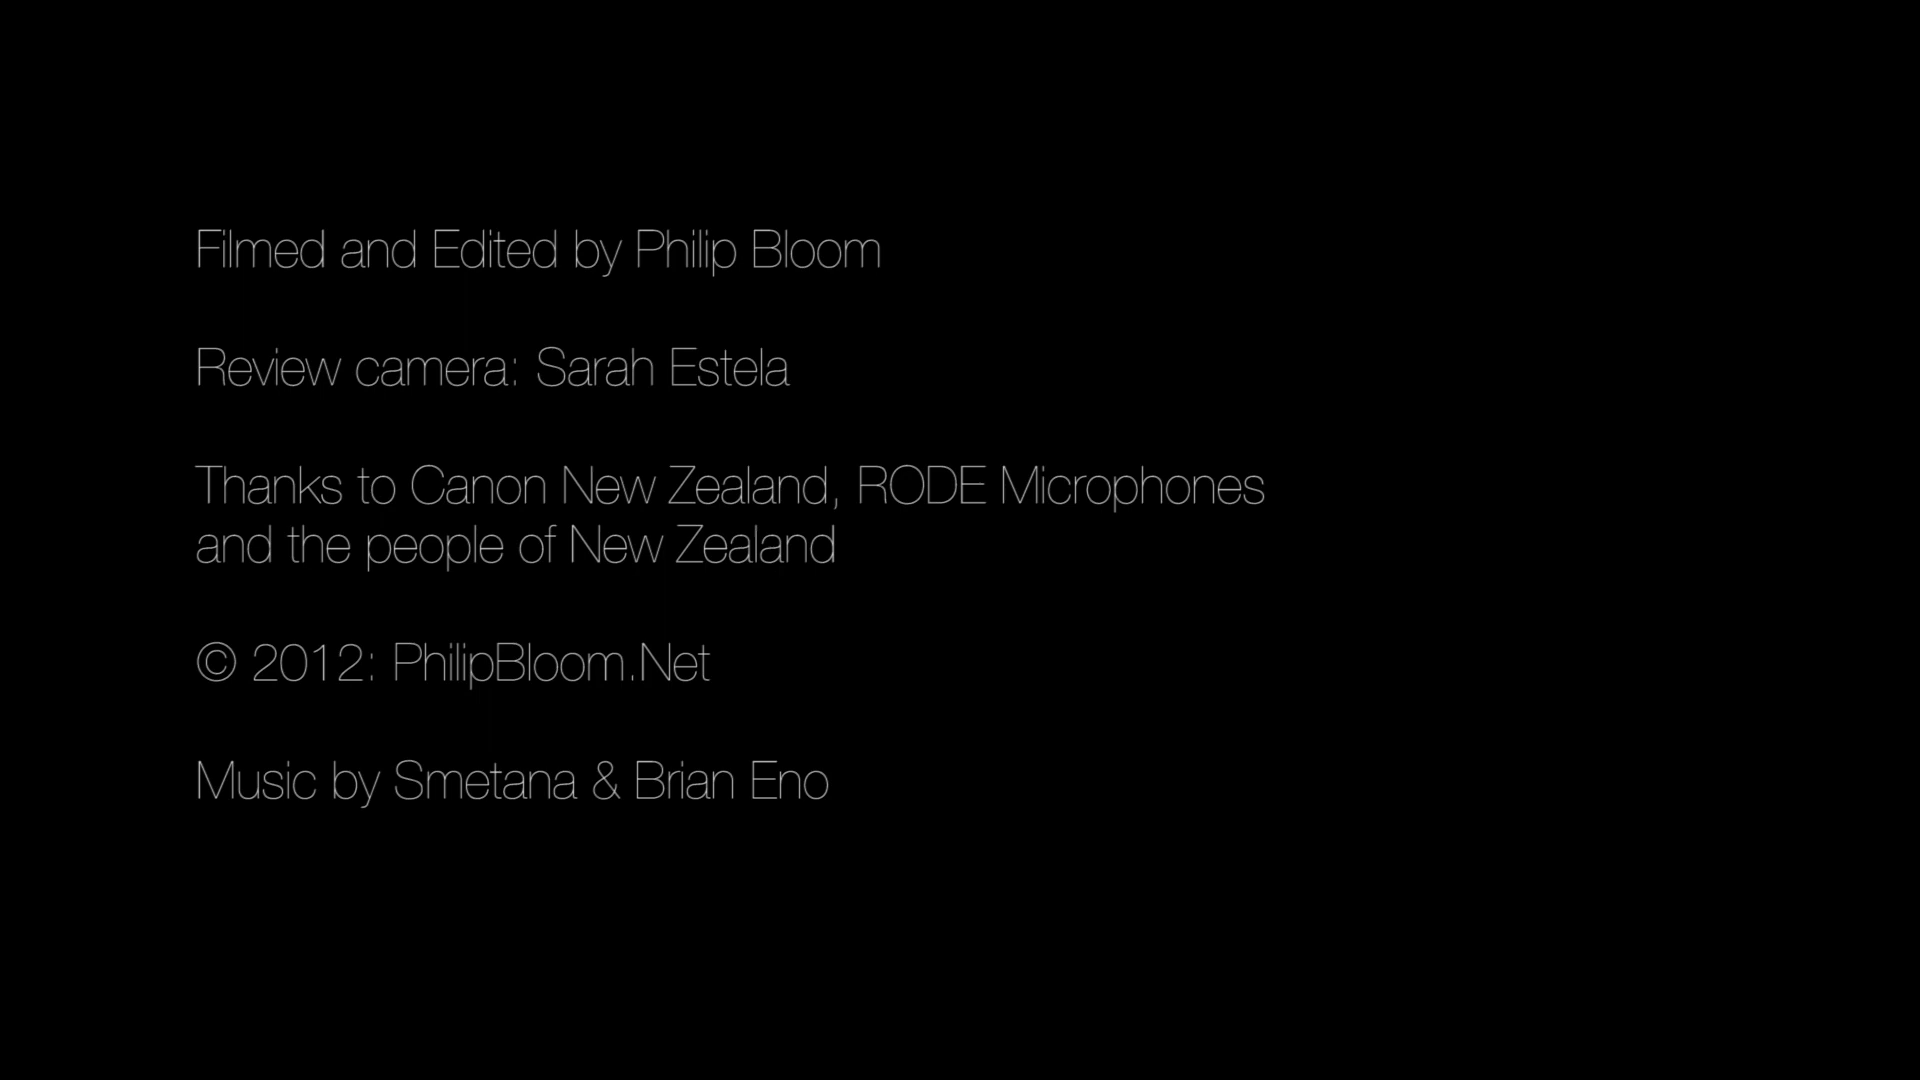 Filmed and Edited by Philip Bloom
Review camera: Sarah Estela
Thanks to Canon New Zealand, RODE Microphones
and the people of New Zealand
© 2012: PhilipBloom.Net
Music by Smetana & Brian Eno